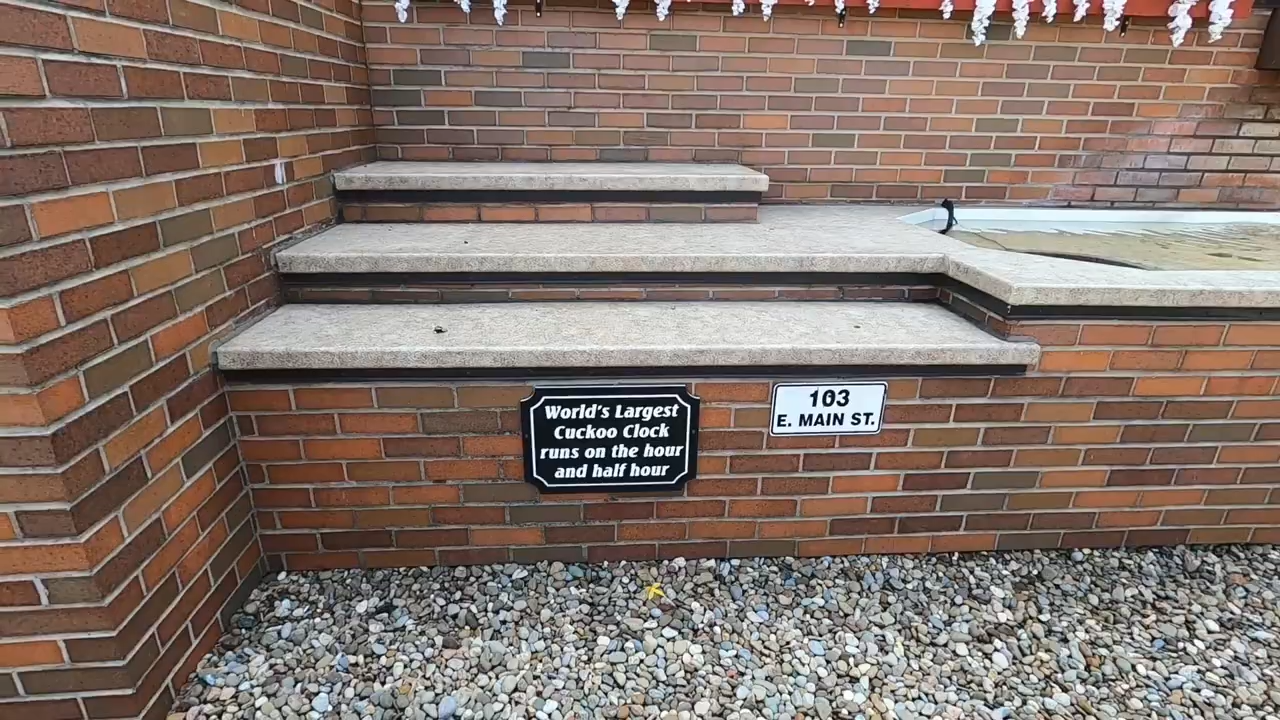 World's Largest
Cuckoo Clock
runs on the hour
and half hour
103
E. MAIN ST.